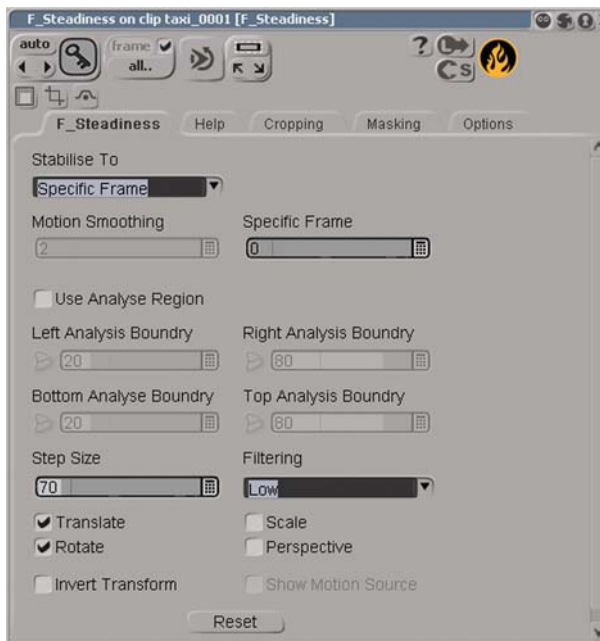 F_Steadiness on clip taxi_0001 [F_Steadiness]
auto
frame
all..
?
L
C S
F_Steadiness Help Cropping Masking Options
Stabilise To
Specific Frame
Motion Smoothing Specific Frame
2 0
Use Analyse Region
Left Analysis Boundry Right Analysis Boundry
20 80
Bottom Analyse Boundry Top Analysis Boundry
20 80
Step Size Filtering
70 Low
Translate Scale
Rotate Perspective
Invert Transform Show Motion Source
Reset